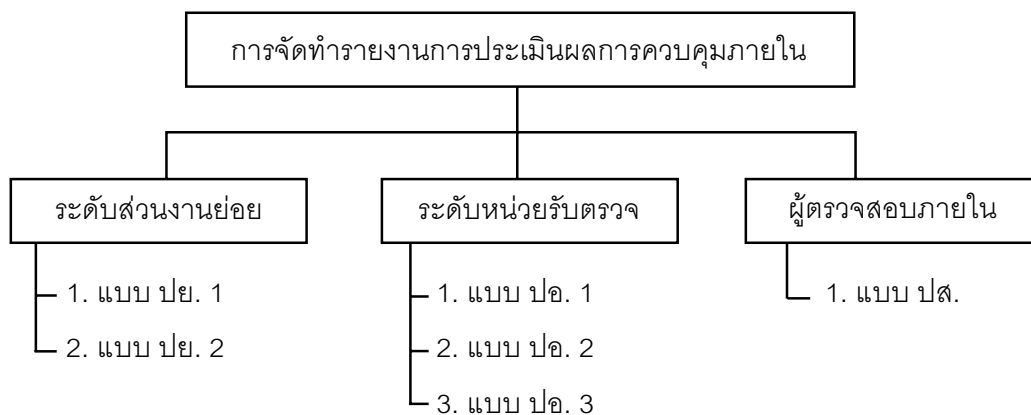 การจัดทำรายงานการประเมินผลการควบคุมภายใน
ระดับส่วนงานย่อย
1. แบบ ปย. 1
2. แบบ ปย. 2
ระดับหน่วยรับตรวจ
1. แบบ ปอ. 1
2. แบบ ปอ. 2
3. แบบ ปอ. 3
ผู้ตรวจสอบภายใน
1. แบบ ปส.